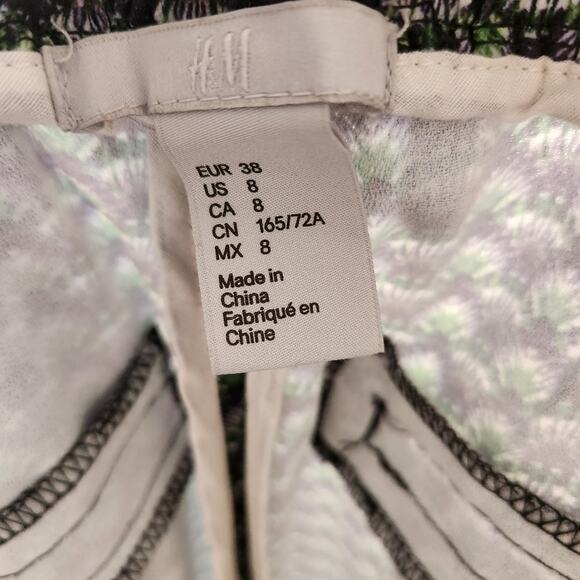 H&M
EUR 38
US 8
CA 8
CN 165/72A
MX 8
Made in
China
Fabriqué en
Chine